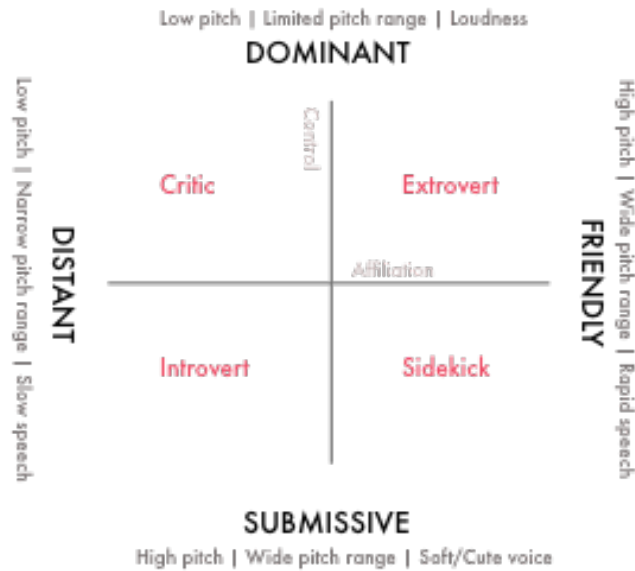 Low pitch | Limited pitch range | Loudness
DOMINANT
Control
Critic
Extrovert
Low pitch | Narrow pitch range | Slow speech
DISTANT
Affiliation
FRIENDLY
High pitch | Wide pitch range | Rapid speech
Introvert
Sidekick
SUBMISSIVE
High pitch | Wide pitch range | Soft/Cute voice